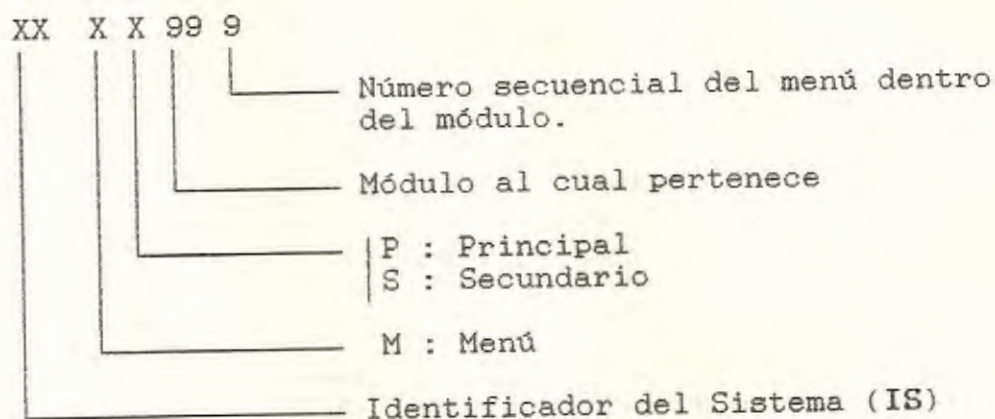 XX X X 99 9
Número secuencial del menú dentro
del módulo.
Módulo al cual pertenece
P : Principal
S : Secundario
M : Menú
Identificador del Sistema (IS)